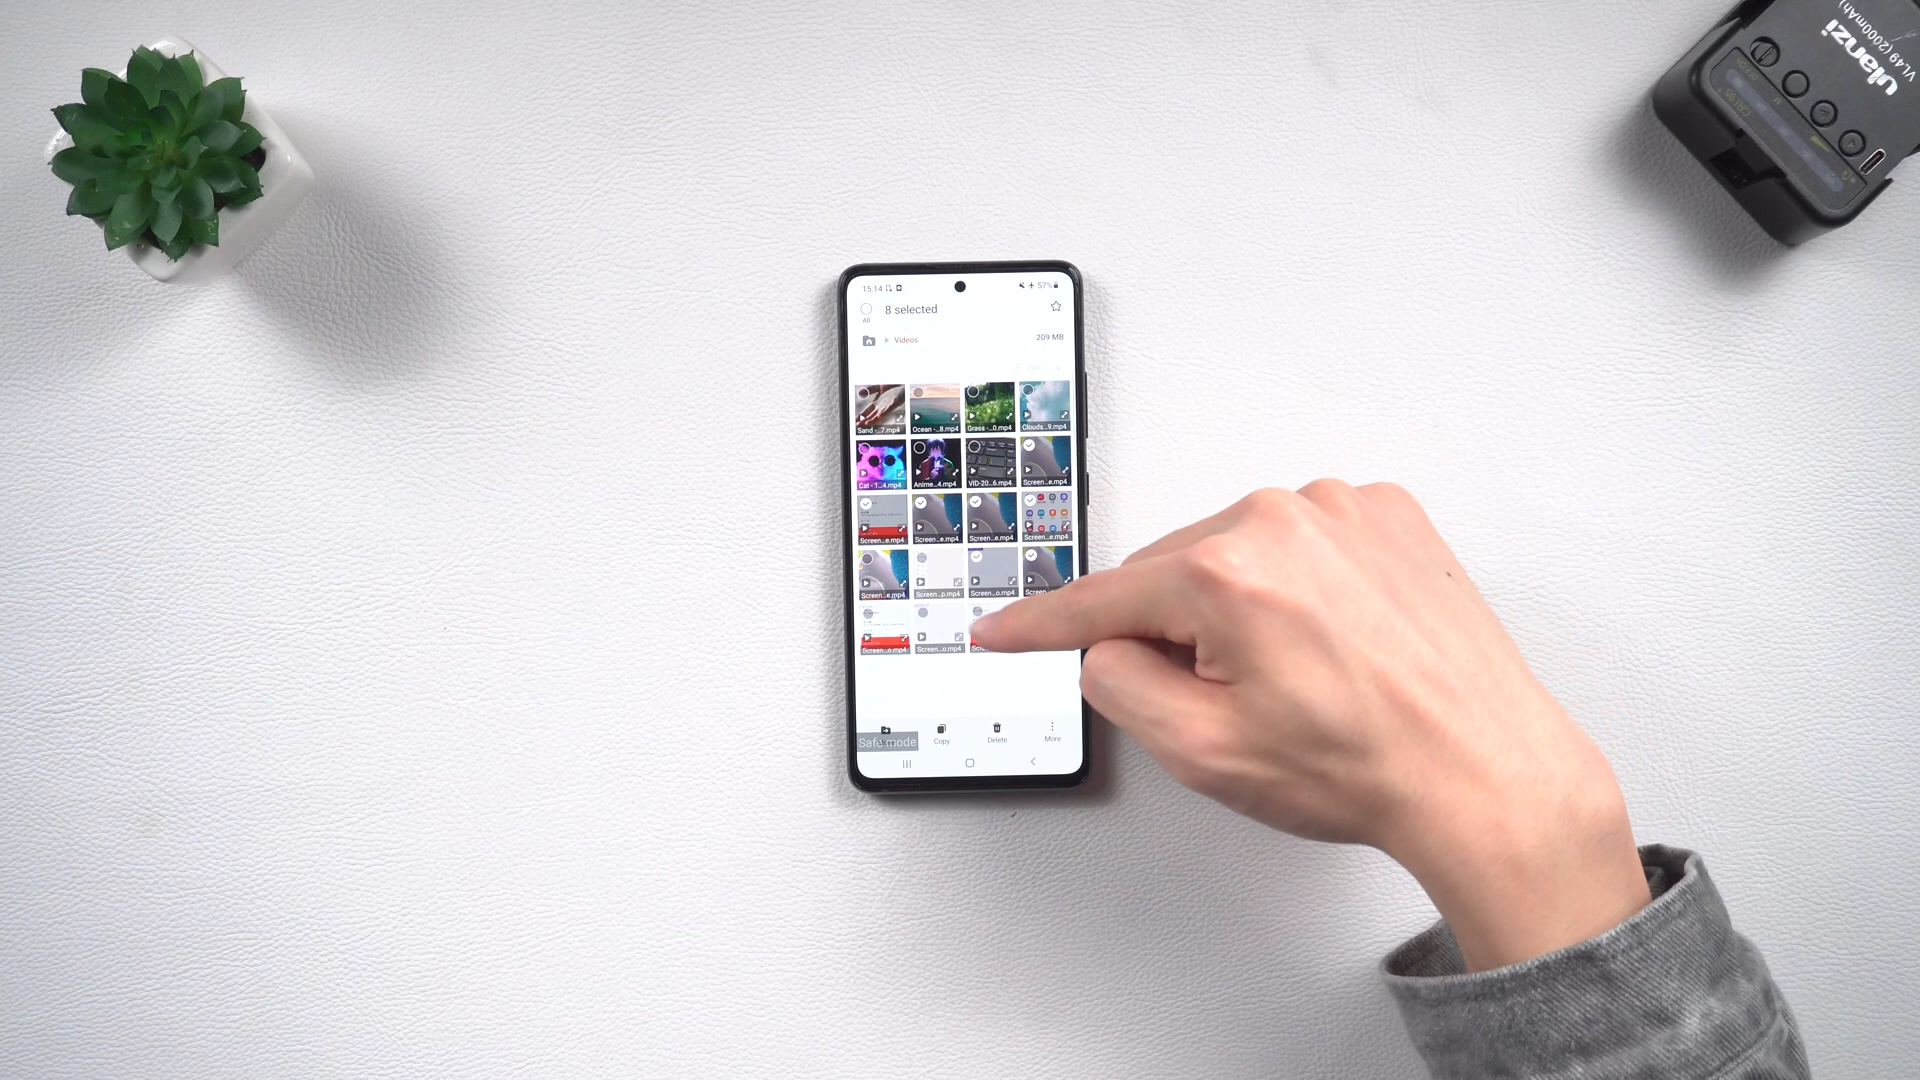 15:14
57%
8 selected
All
Videos
209 MB
Sand -...7.mp4
Ocean -...8.mp4
Grass -...0.mp4
Clouds...9.mp4
Cat - 1...4.mp4
Anime...4.mp4
VID-20...6.mp4
Screen...e.mp4
Screen...e.mp4
Screen...e.mp4
Screen...e.mp4
Screen...e.mp4
Screen...e.mp4
Screen...p.mp4
Screen...o.mp4
Screen...
Screen...o.mp4
Screen...o.mp4
Safe mode
Copy
Delete
More
ulanzi
VL49 (2000mAh)